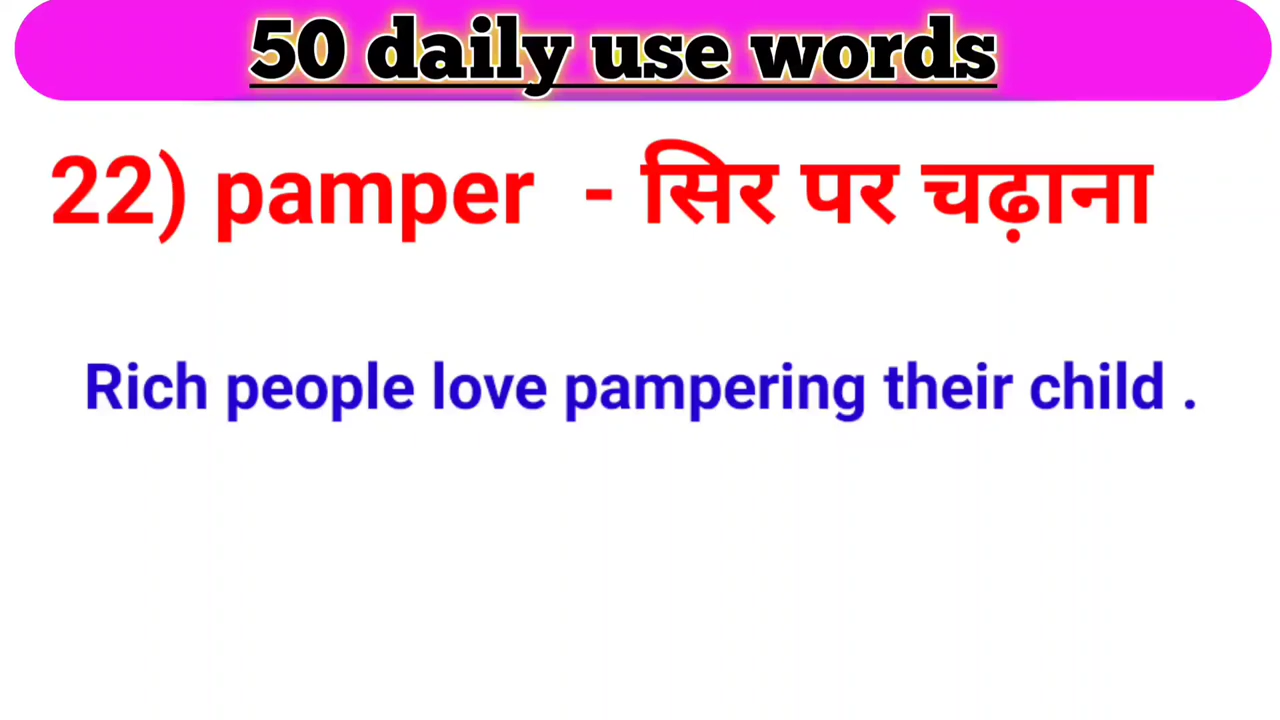 50 daily use words
22) pamper - सिर पर चढ़ाना
Rich people love pampering their child .